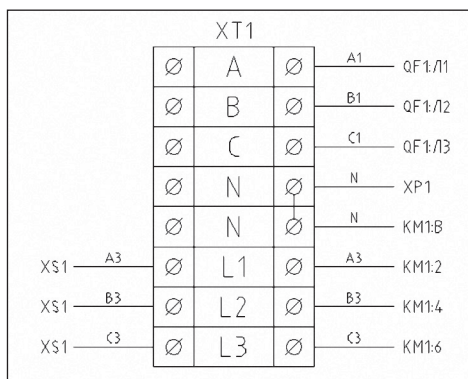 XT1
A A1 QF1:Л1
B B1 QF1:Л2
C C1 QF1:Л3
N N XP1
N N KM1:B
XS1 A3 L1 A3 KM1:2
XS1 B3 L2 B3 KM1:4
XS1 C3 L3 C3 KM1:6